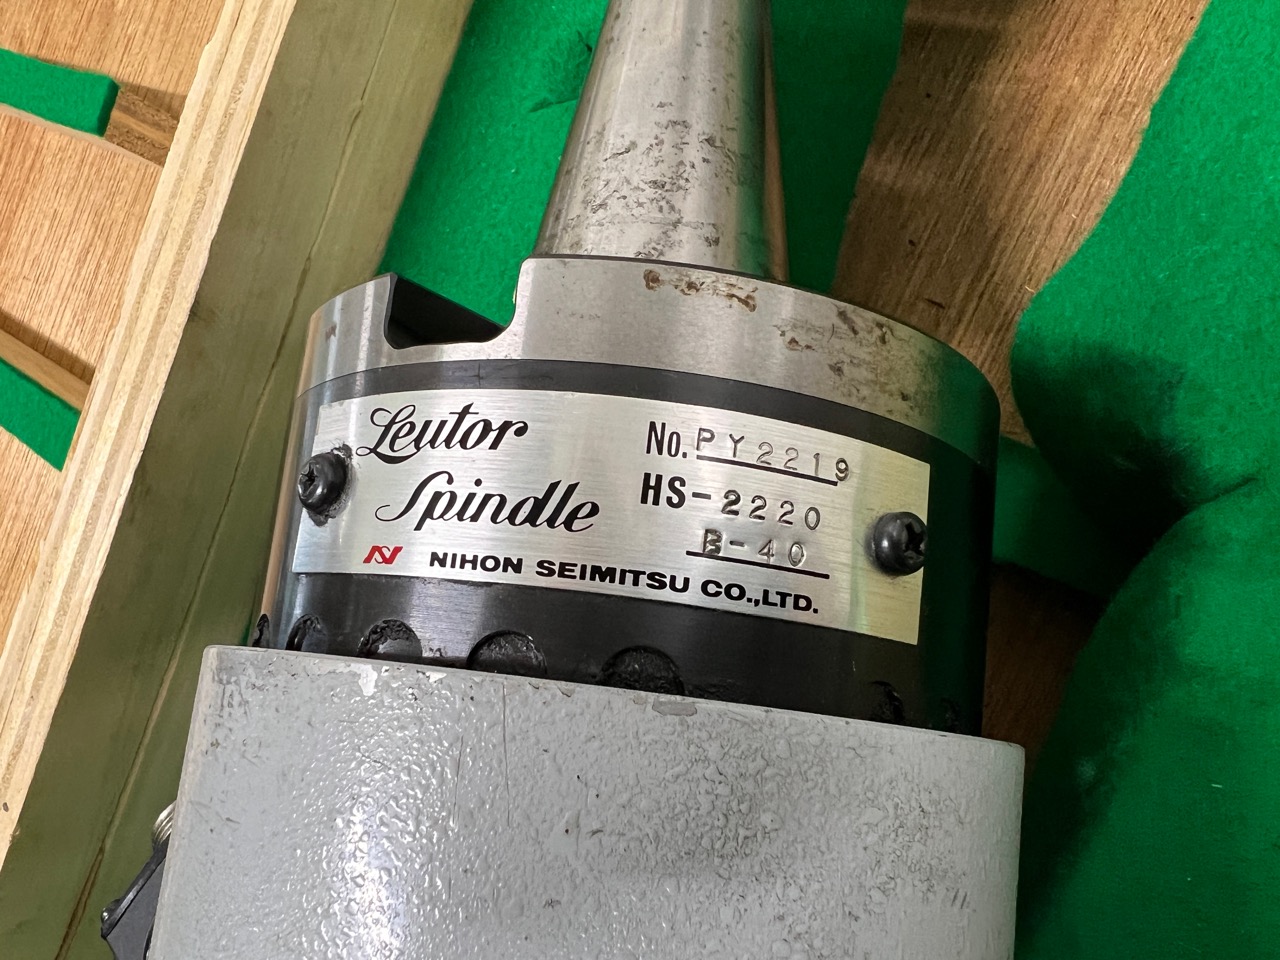 Leutor
Spindle
No. PY2219
HS-2220
B-40
NIHON SEIMITSU CO.,LTD.